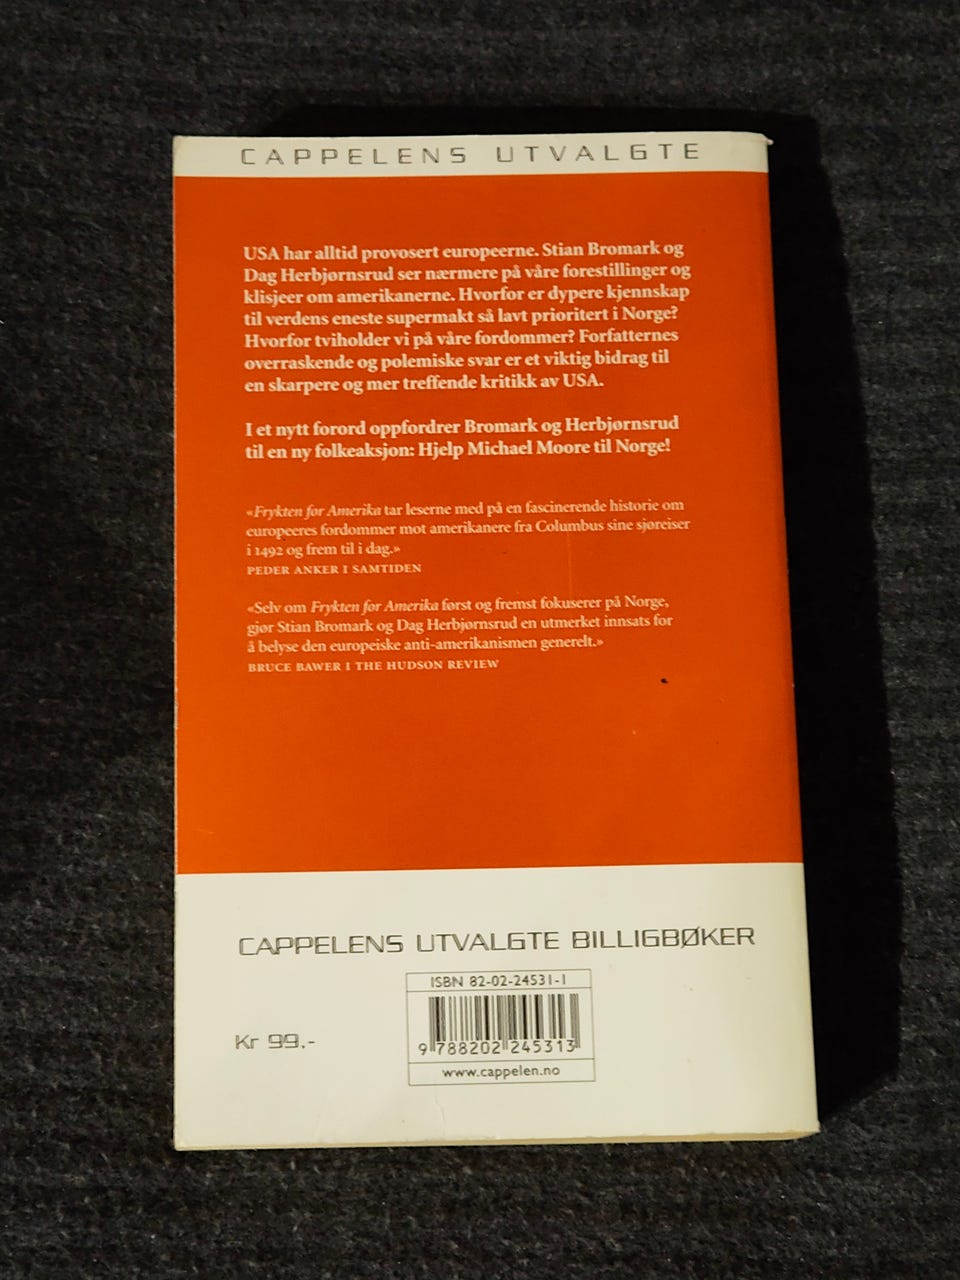 CAPPELENS UTVALGTE
USA har alltid provosert europeerne. Stian Bromark og
Dag Herbjørnsrud ser nærmere på våre forestillinger og
klisjeer om amerikanerne. Hvorfor er dypere kjennskap
til verdens eneste supermakt så lavt prioritert i Norge?
Hvorfor tviholder vi på våre fordommer? Forfatternes
overraskende og polemiske svar er et viktig bidrag til
en skarpere og mer treffende kritikk av USA.
I et nytt forord oppfordrer Bromark og Herbjørnsrud
til en ny folkeaksjon: Hjelp Michael Moore til Norge!
«Frykten for Amerika tar leserne med på en fascinerende historie om
europeeres fordommer mot amerikanere fra Columbus sine sjøreiser
i 1492 og frem til i dag.»
PEDER ANKER I SAMTIDEN
«Selv om Frykten for Amerika først og fremst fokuserer på Norge,
gjør Stian Bromark og Dag Herbjørnsrud en utmerket innsats for
å belyse den europeiske anti-amerikanismen generelt.»
BRUCE BAWER I THE HUDSON REVIEW
CAPPELENS UTVALGTE BILLIGBØKER
ISBN 82-02-24531-1
Kr 99,-
9 788202 245313
www.cappelen.no